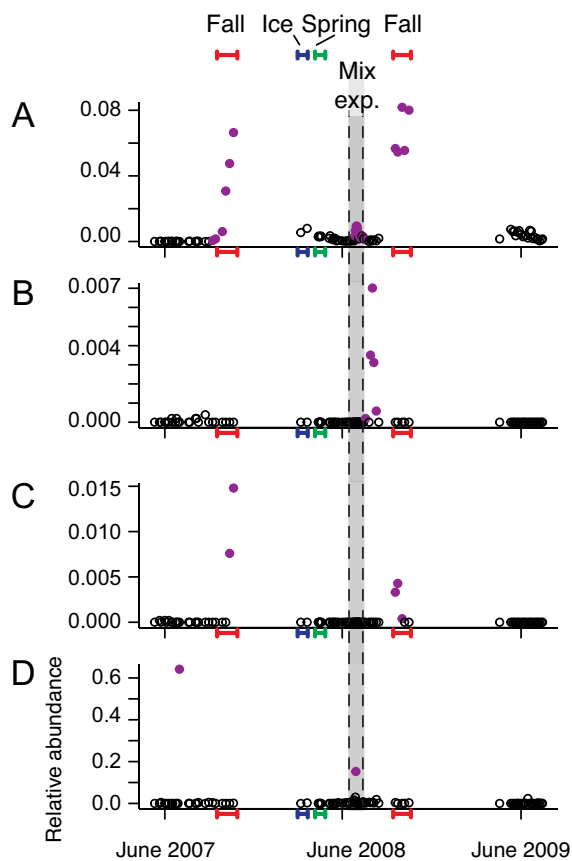 Fall Ice Spring Fall
Mix
exp.
A
0.08
0.04
0.00
B
0.007
0.004
0.000
C
0.015
0.010
0.005
0.000
D
0.6
0.4
0.2
0.0
Relative abundance
June 2007 June 2008 June 2009